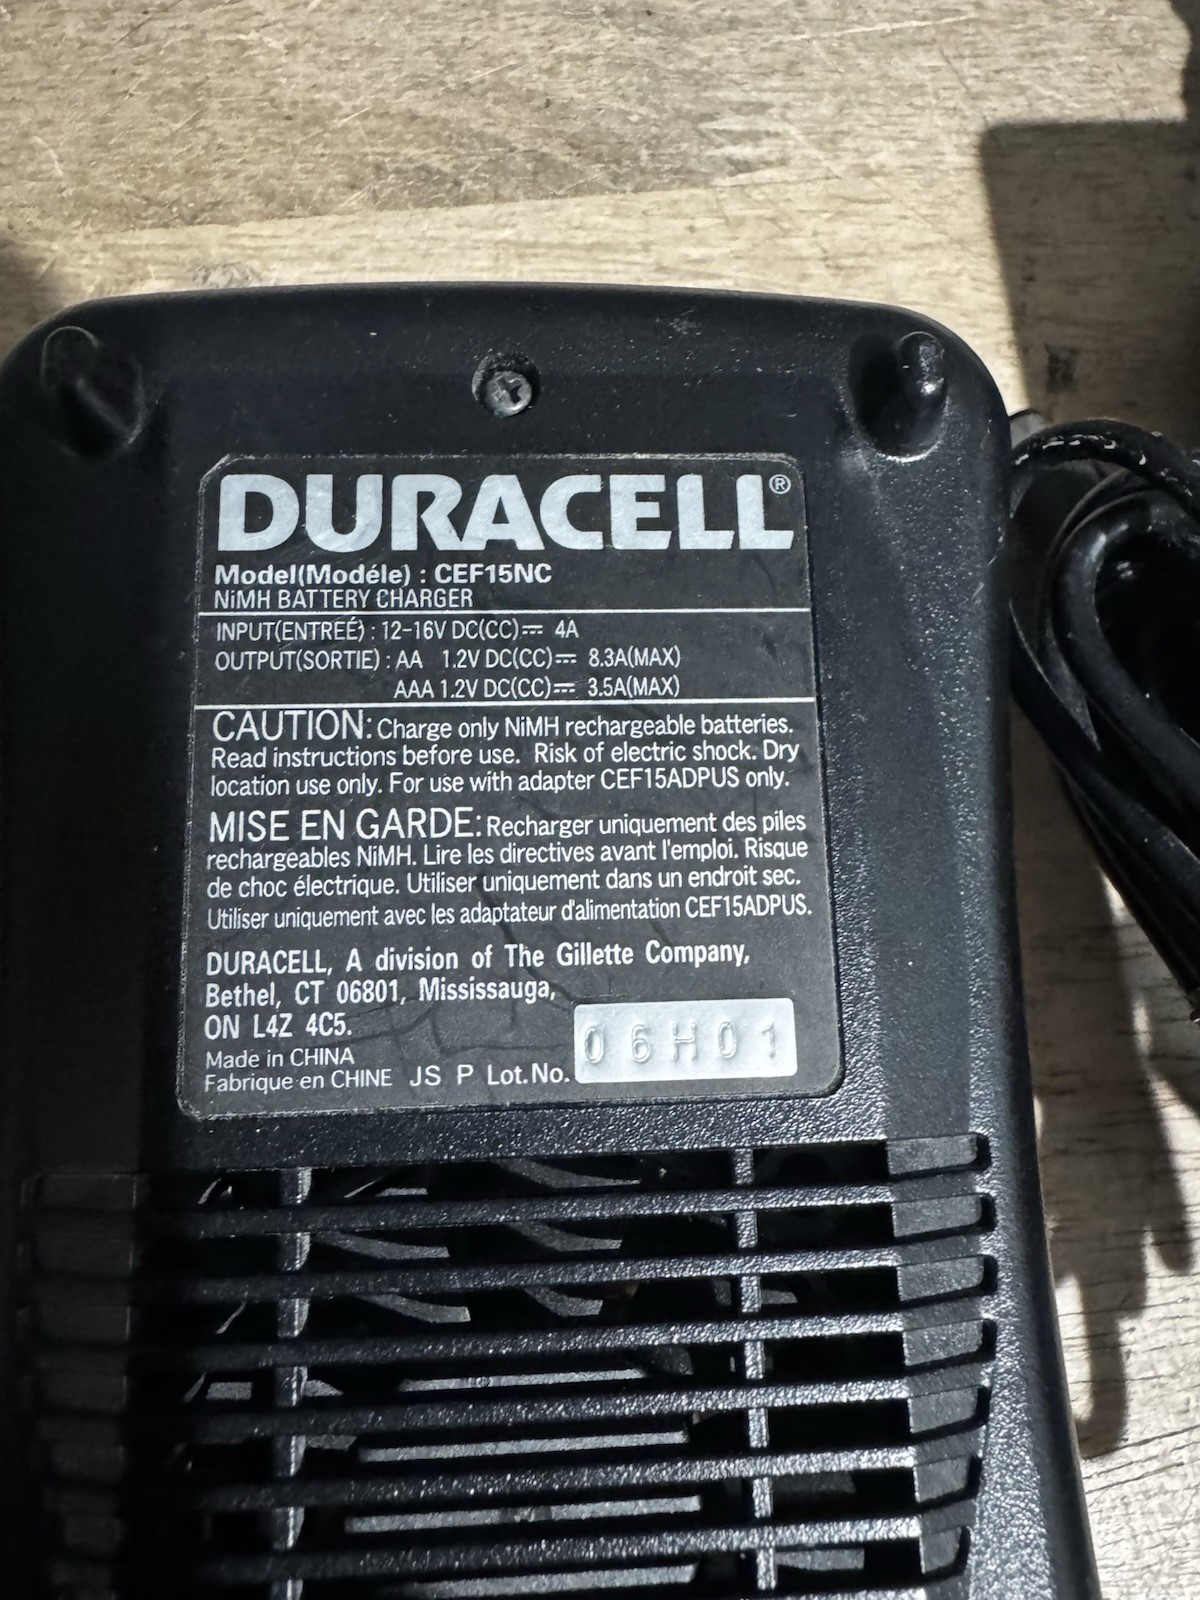 DURACELL®
Model(Modéle) : CEF15NC
NiMH BATTERY CHARGER
INPUT(ENTREÉ) : 12-16V DC(CC)⎓ 4A
OUTPUT(SORTIE) : AA 1.2V DC(CC)⎓ 8.3A(MAX)
AAA 1.2V DC(CC)⎓ 3.5A(MAX)
CAUTION: Charge only NiMH rechargeable batteries.
Read instructions before use. Risk of electric shock. Dry
location use only. For use with adapter CEF15ADPUS only.
MISE EN GARDE: Recharger uniquement des piles
rechargeables NiMH. Lire les directives avant l'emploi. Risque
de choc électrique. Utiliser uniquement dans un endroit sec.
Utiliser uniquement avec les adaptateur d'alimentation CEF15ADPUS.
DURACELL, A division of The Gillette Company,
Bethel, CT 06801, Mississauga,
ON L4Z 4C5.
Made in CHINA
Fabrique en CHINE JS P Lot.No. 06H01